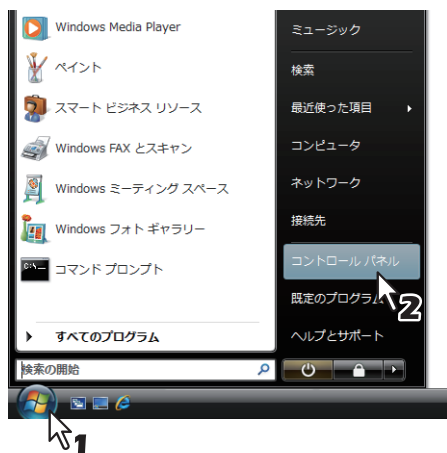 Windows Media Player
ペイント
スマート ビジネス リソース
Windows FAX とスキャン
Windows ミーティング スペース
Windows フォト ギャラリー
C:\_
コマンド プロンプト
すべてのプログラム
検索の開始
ミュージック
検索
最近使った項目
コンピュータ
ネットワーク
接続先
コントロール パネル
既定のプログラム
ヘルプとサポート
2
1